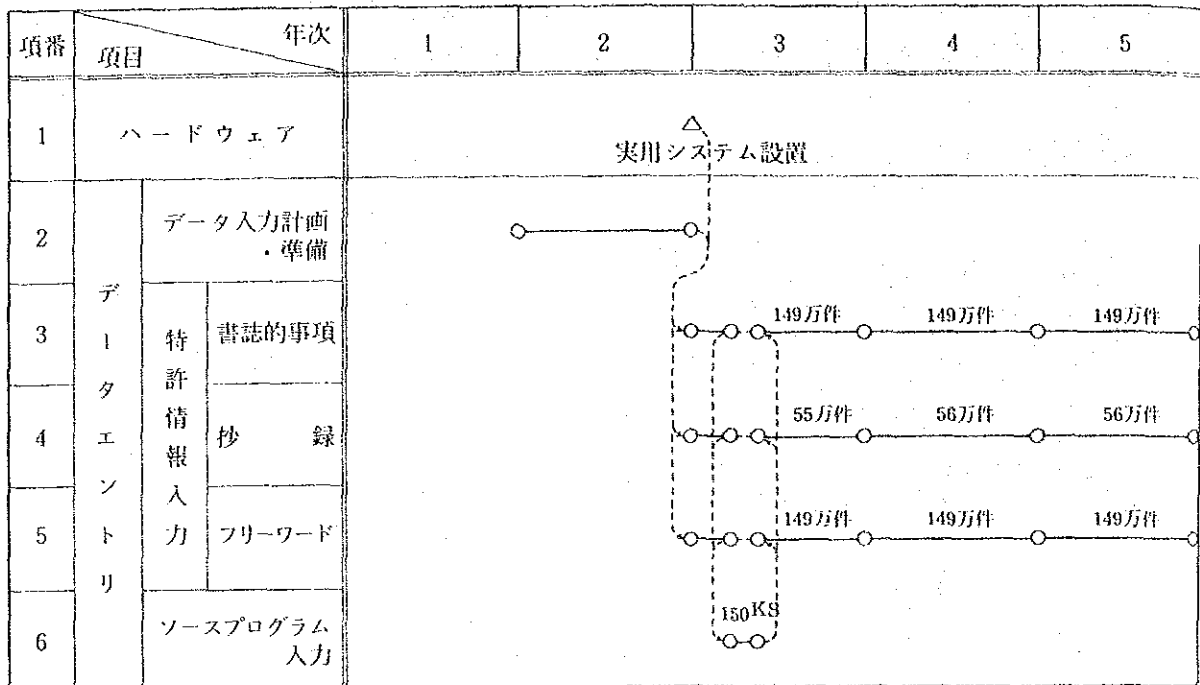 項番
項目
年次
1
2
3
4
5
1
ハードウェア
実用システム設置
データエントリ
2
データ入力計画
・準備
特許情報入力
3
書誌的事項
149万件
149万件
149万件
4
抄録
55万件
56万件
56万件
5
フリーワード
149万件
149万件
149万件
6
ソースプログラム
入力
150KS